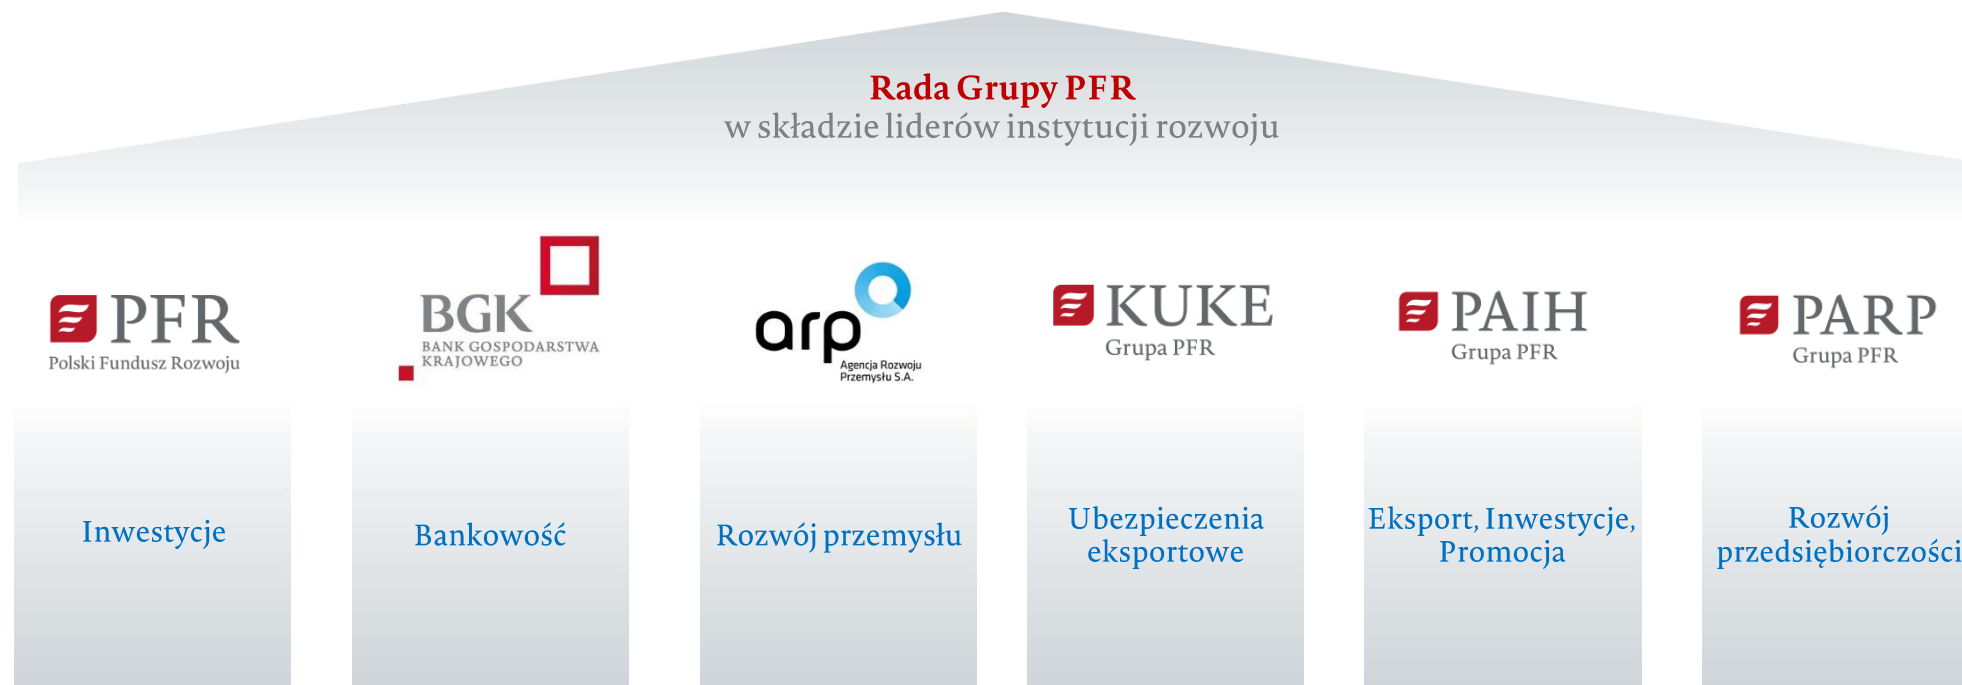 Rada Grupy PFR
w składzie liderów instytucji rozwoju
PFR
Polski Fundusz Rozwoju
BGK
BANK GOSPODARSTWA
KRAJOWEGO
arp
Agencja Rozwoju
Przemysłu S.A.
KUKE
Grupa PFR
PAIH
Grupa PFR
PARP
Grupa PFR
Inwestycje
Bankowość
Rozwój przemysłu
Ubezpieczenia
eksportowe
Eksport, Inwestycje,
Promocja
Rozwój
przedsiębiorczości